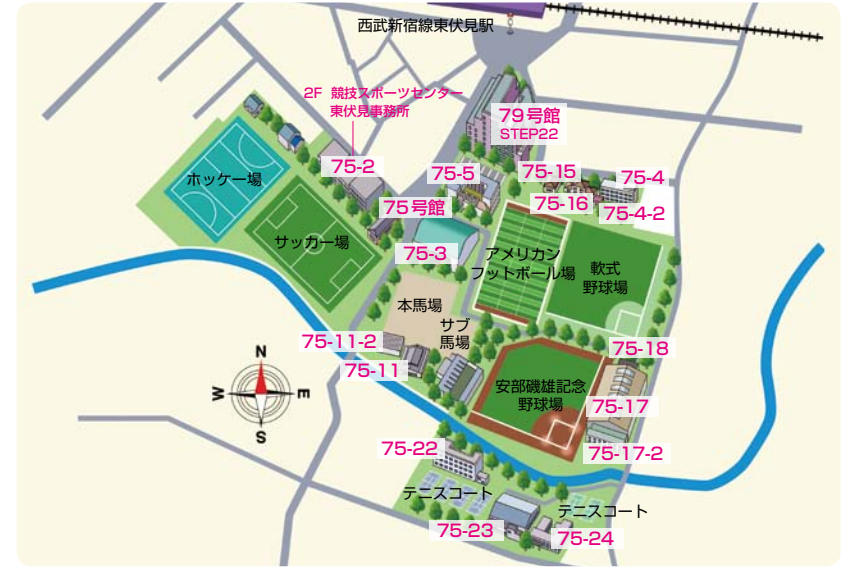 西武新宿線東伏見駅
2F 競技スポーツセンター
東伏見事務所
79号館
STEP22
75-2
75-5
75-15
75-4
ホッケー場
75号館
75-16
75-4-2
サッカー場
75-3
アメリカン
フットボール場
軟式
野球場
本馬場
サブ
馬場
75-11-2
75-18
75-11
安部磯雄記念
野球場
75-17
75-17-2
N
W
E
S
75-22
テニスコート
テニスコート
75-23
75-24